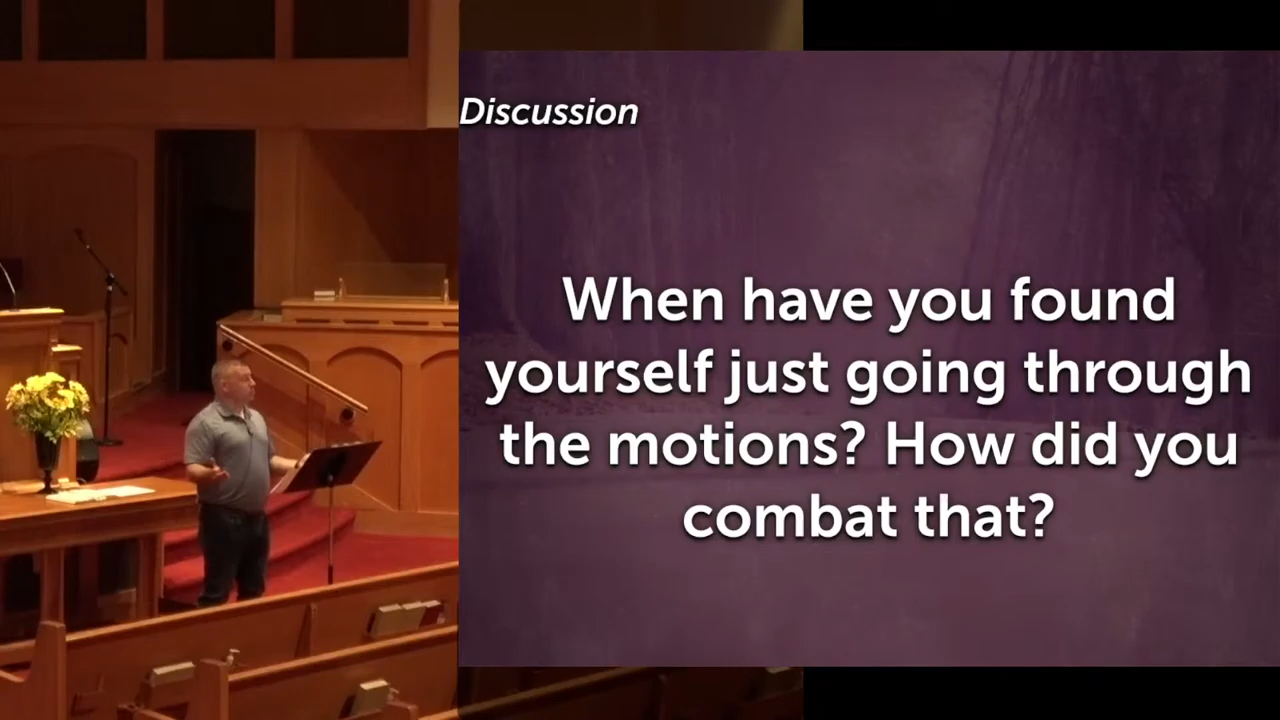 Discussion
When have you found
yourself just going through
the motions? How did you
combat that?